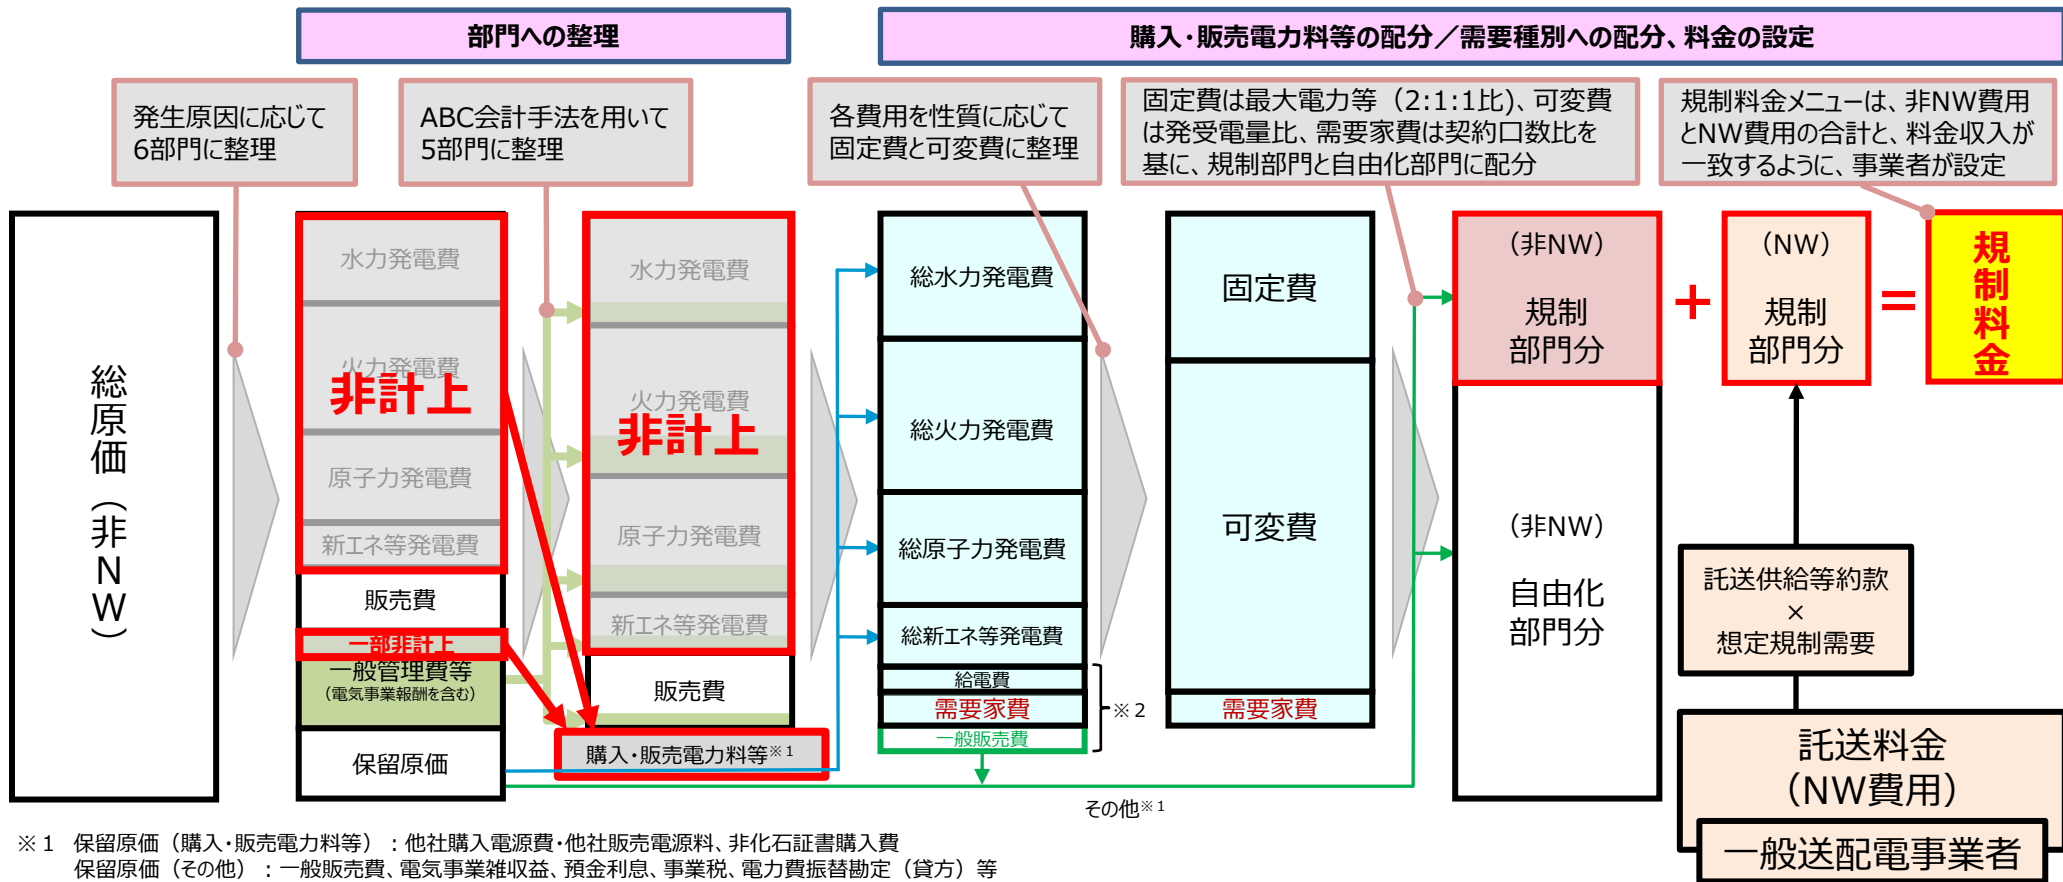 部門への整理
購入・販売電力料等の配分／需要種別への配分、料金の設定
発生原因に応じて
6部門に整理
ABC会計手法を用いて
5部門に整理
各費用を性質に応じて
固定費と可変費に整理
固定費は最大電力等（2:1:1比)、可変費
は発受電量比、需要家費は契約口数比を
基に、規制部門と自由化部門に配分
規制料金メニューは、非NW費用
とNW費用の合計と、料金収入が
一致するように、事業者が設定
総原価（非NW）
水力発電費
火力発電費
非計上
原子力発電費
新エネ等発電費
販売費
一部非計上
一般管理費等
（電気事業報酬を含む）
保留原価
水力発電費
火力発電費
非計上
原子力発電費
新エネ等発電費
販売費
購入・販売電力料等※1
総水力発電費
総火力発電費
総原子力発電費
総新エネ等発電費
給電費
需要家費
一般販売費
※2
固定費
可変費
需要家費
その他※1
（非NW）
規制
部門分
（非NW）
自由化
部門分
+
（NW）
規制
部門分
=
規制料金
託送供給等約款
×
想定規制需要
託送料金
（NW費用）
一般送配電事業者
※1 保留原価（購入・販売電力料等）：他社購入電源費・他社販売電源料、非化石証書購入費
保留原価（その他）：一般販売費、電気事業雑収益、預金利息、事業税、電力費振替勘定（貸方）等